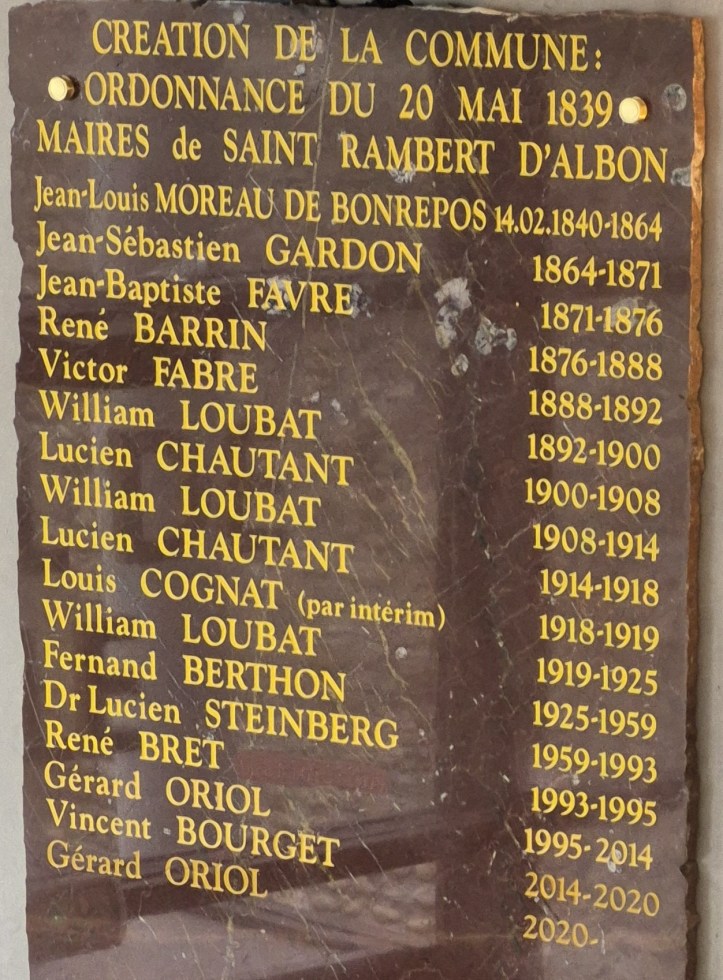 CREATION DE LA COMMUNE:
ORDONNANCE DU 20 MAI 1839
MAIRES de SAINT RAMBERT D'ALBON
Jean-Louis MOREAU DE BONREPOS 14.02.1840-1864
Jean-Sébastien GARDON 1864-1871
Jean-Baptiste FAVRE 1871-1876
René BARRIN 1876-1888
Victor FABRE 1888-1892
William LOUBAT 1892-1900
Lucien CHAUTANT 1900-1908
William LOUBAT 1908-1914
Lucien CHAUTANT 1914-1918
Louis COGNAT (par intérim) 1918-1919
William LOUBAT 1919-1925
Fernand BERTHON 1925-1959
Dr Lucien STEINBERG 1959-1993
René BRET 1993-1995
Gérard ORIOL 1995-2014
Vincent BOURGET 2014-2020
Gérard ORIOL 2020-